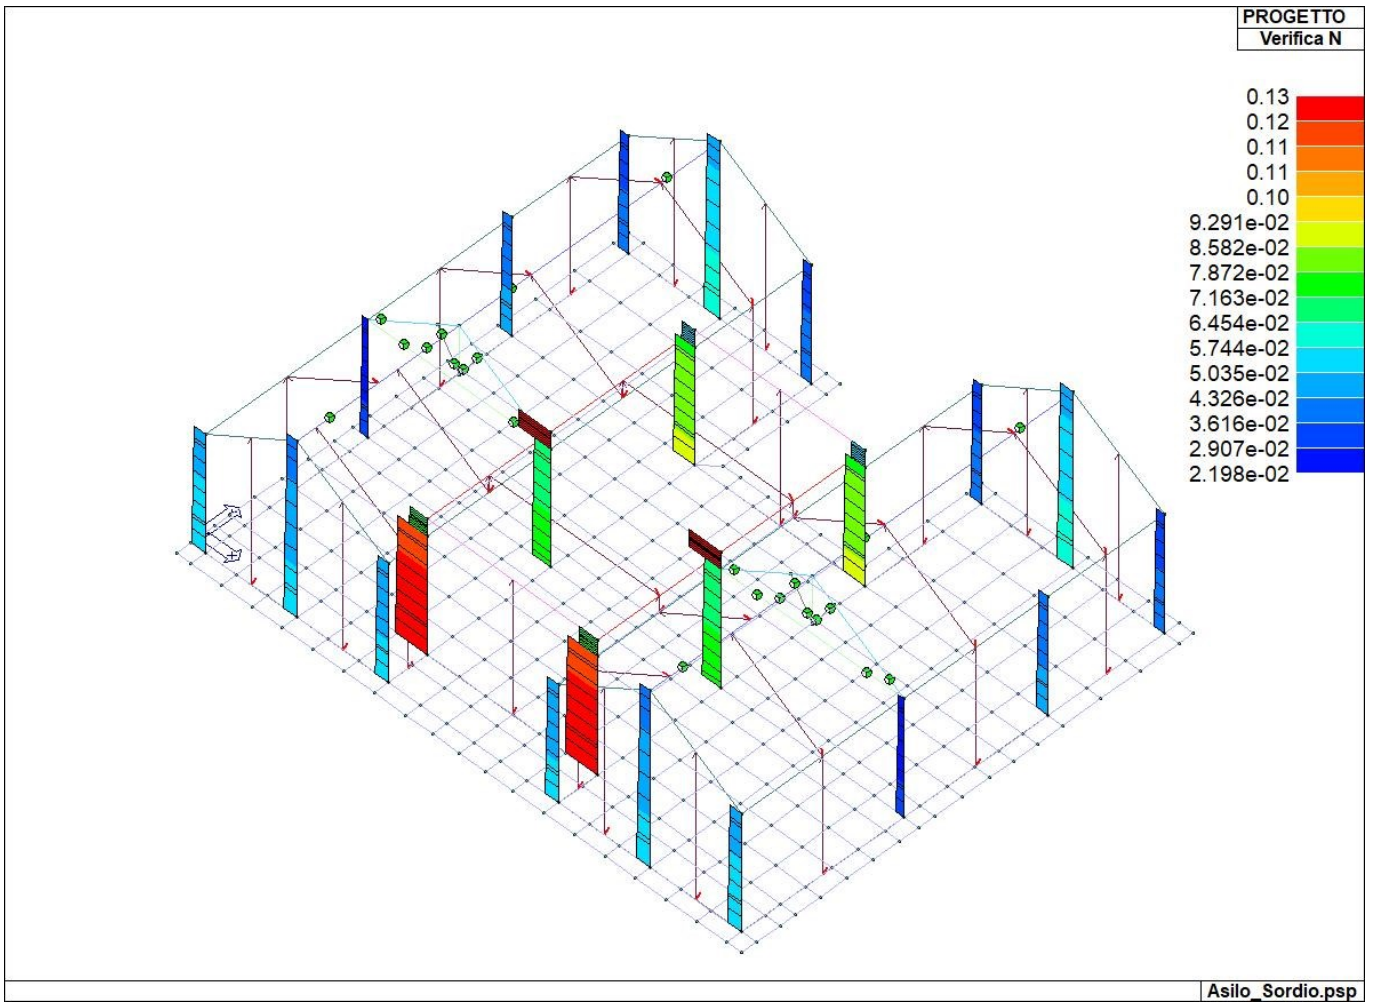 PROGETTO
Verifica N
0.13
0.12
0.11
0.11
0.10
9.291e-02
8.582e-02
7.872e-02
7.163e-02
6.454e-02
5.744e-02
5.035e-02
4.326e-02
3.616e-02
2.907e-02
2.198e-02
Asilo_Sordio.psp